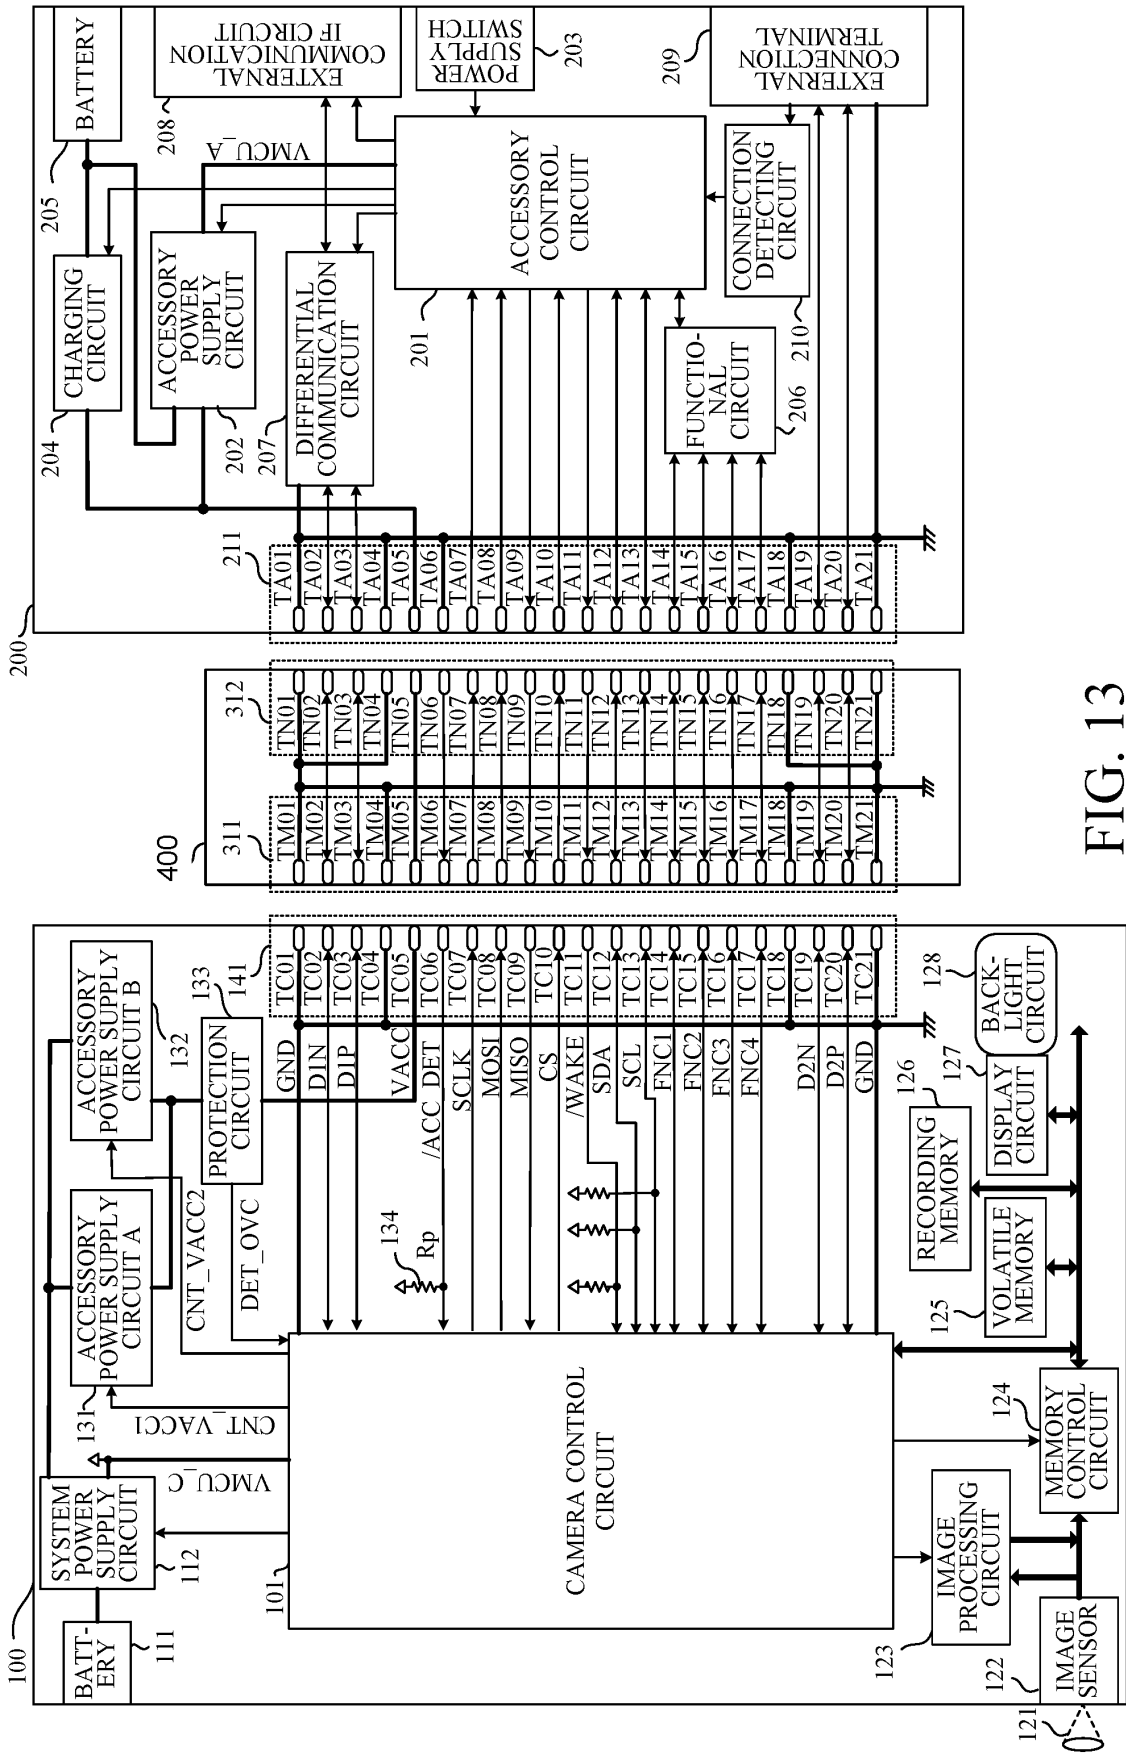 100
BATT-
ERY
111
SYSTEM
POWER
SUPPLY
CIRCUIT
112
VMCU_C
CNT_VACC1
ACCESSORY
POWER SUPPLY
CIRCUIT A
131
ACCESSORY
POWER SUPPLY
CIRCUIT B
132
CNT_VACC2
DET_OVC
PROTECTION
CIRCUIT
133
141
101
CAMERA CONTROL
CIRCUIT
134
Rp
GND
D1N
D1P
VACC
/ACC_DET
SCLK
MOSI
MISO
CS
/WAKE
SDA
SCL
FNC1
FNC2
FNC3
FNC4
D2N
D2P
GND
TC01
TC02
TC03
TC04
TC05
TC06
TC07
TC08
TC09
TC10
TC11
TC12
TC13
TC14
TC15
TC16
TC17
TC18
TC19
TC20
TC21
121
IMAGE
SENSOR
122
IMAGE
PROCESSING
CIRCUIT
123
MEMORY
CONTROL
CIRCUIT
124
VOLATILE
MEMORY
125
RECORDING
MEMORY
126
DISPLAY
CIRCUIT
127
BACK-
LIGHT
CIRCUIT
128
400
311
TM01
TM02
TM03
TM04
TM05
TM06
TM07
TM08
TM09
TM10
TM11
TM12
TM13
TM14
TM15
TM16
TM17
TM18
TM19
TM20
TM21
312
TN01
TN02
TN03
TN04
TN05
TN06
TN07
TN08
TN09
TN10
TN11
TN12
TN13
TN14
TN15
TN16
TN17
TN18
TN19
TN20
TN21
200
211
TA01
TA02
TA03
TA04
TA05
TA06
TA07
TA08
TA09
TA10
TA11
TA12
TA13
TA14
TA15
TA16
TA17
TA18
TA19
TA20
TA21
204
CHARGING
CIRCUIT
205
BATTERY
ACCESSORY
POWER
SUPPLY
CIRCUIT
202
VMCU_A
207
DIFFERENTIAL
COMMUNICATION
CIRCUIT
208
EXTERNAL
COMMUNICATION
IF CIRCUIT
201
ACCESSORY
CONTROL
CIRCUIT
POWER
SUPPLY
SWITCH
203
FUNCTIO-
NAL
CIRCUIT
206
CONNECTION
DETECTING
CIRCUIT
210
209
EXTERNAL
CONNECTION
TERMINAL
FIG. 13